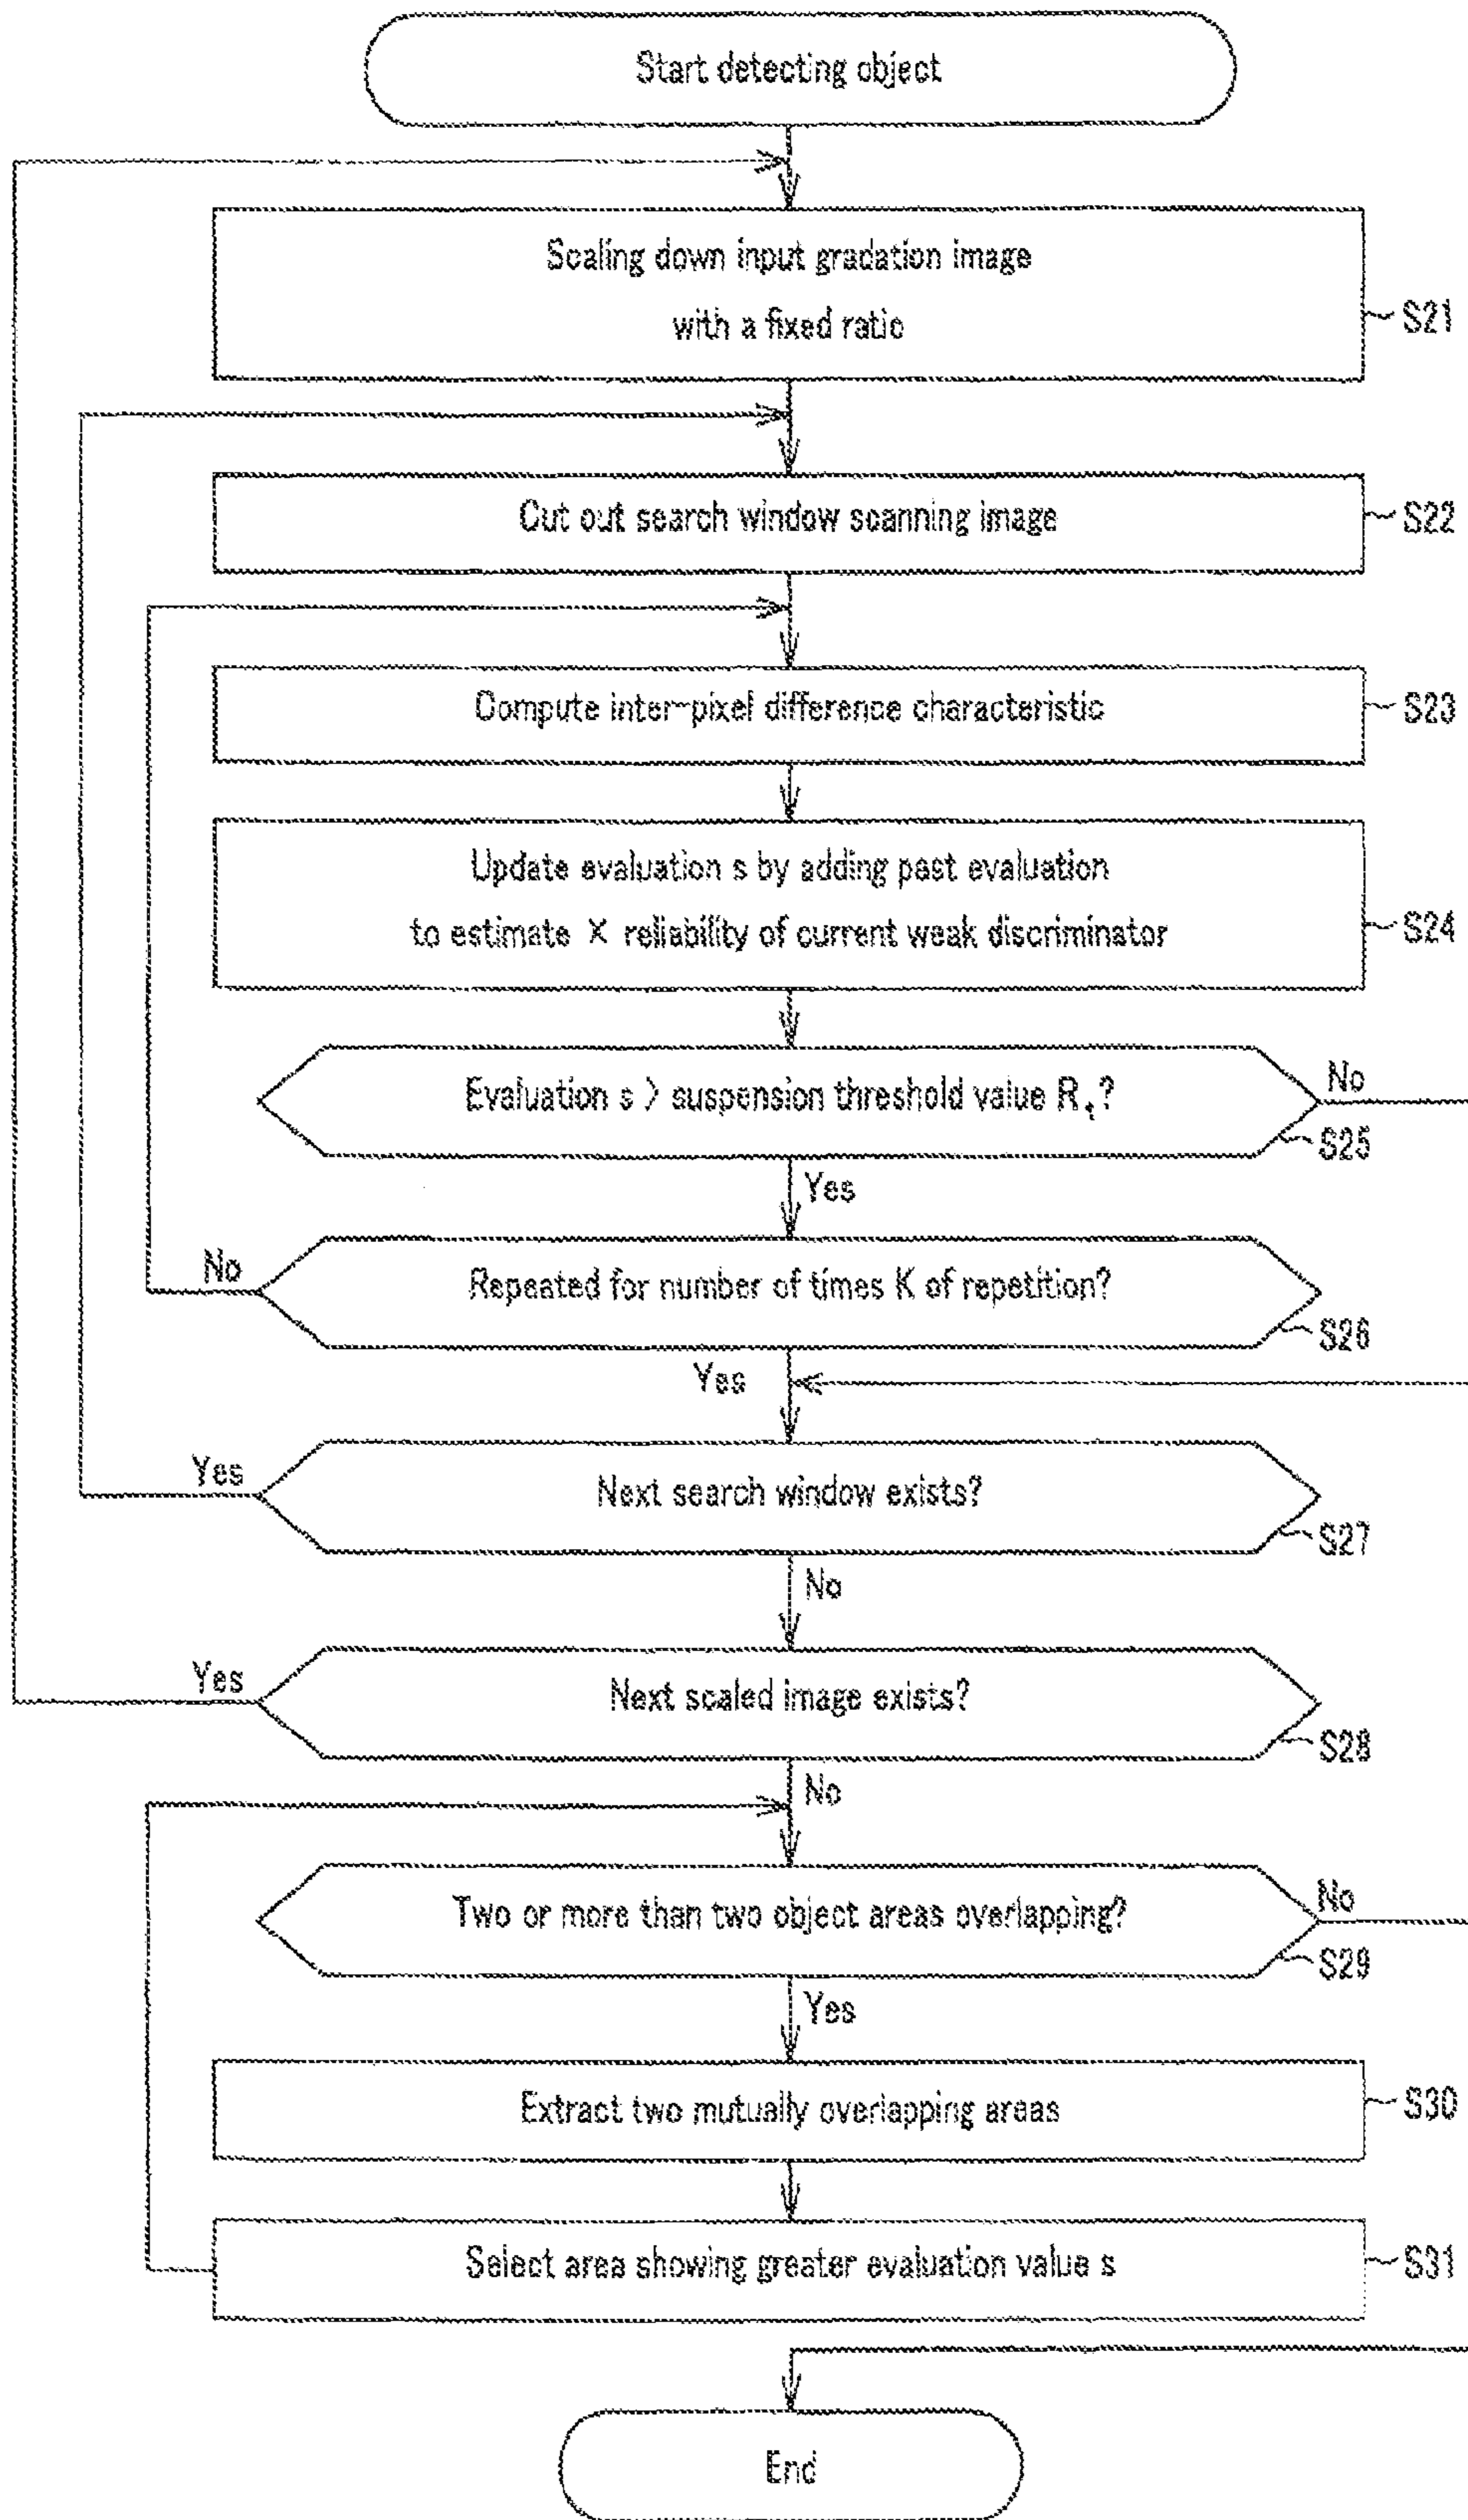 Start detecting object
Scaling down input gradation image
with a fixed ratio
S21
Cut out search window scanning image
S22
Compute inter-pixel difference characteristic
S23
Update evaluation s by adding past evaluation
to estimate × reliability of current weak discriminator
S24
Evaluation s > suspension threshold value Rt?
No
S25
Yes
No
Repeated for number of times K of repetition?
S26
Yes
Yes
Next search window exists?
S27
No
Yes
Next scaled image exists?
S28
No
Two or more than two object areas overlapping?
No
S29
Yes
Extract two mutually overlapping areas
S30
Select area showing greater evaluation value s
S31
End